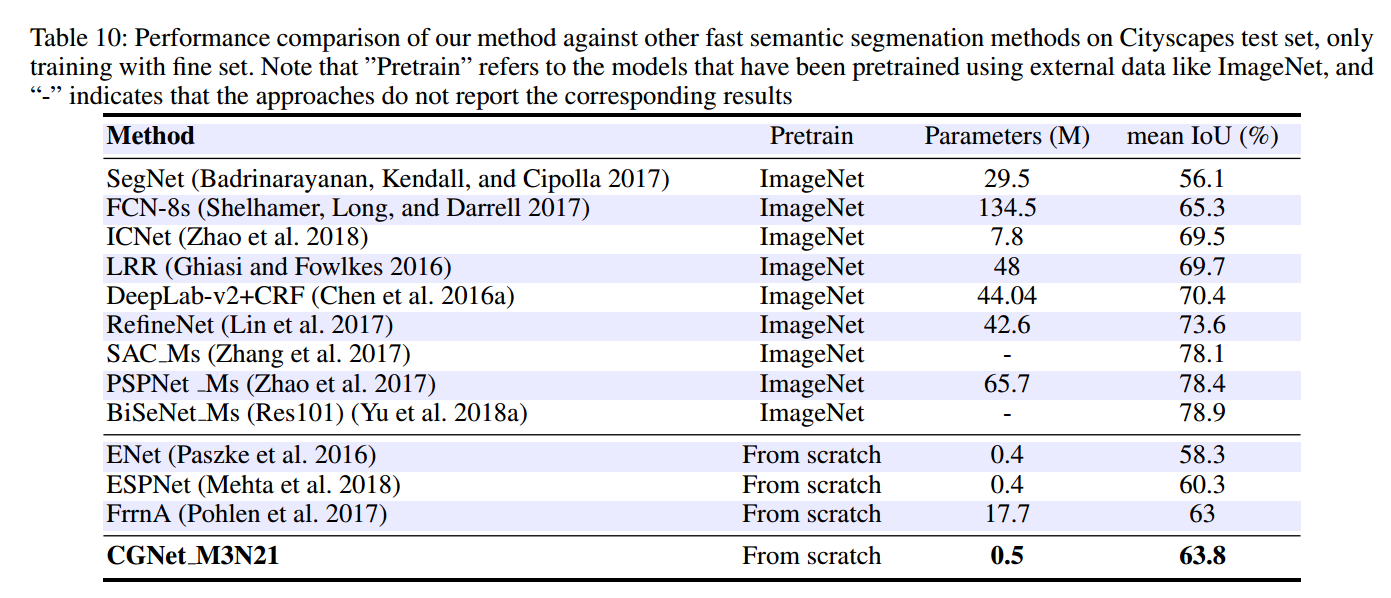 Table 10: Performance comparison of our method against other fast semantic segmenation methods on Cityscapes test set, only
training with fine set. Note that ”Pretrain” refers to the models that have been pretrained using external data like ImageNet, and
“-” indicates that the approaches do not report the corresponding results
Method Pretrain Parameters (M) mean IoU (%)
SegNet (Badrinarayanan, Kendall, and Cipolla 2017) ImageNet 29.5 56.1
FCN-8s (Shelhamer, Long, and Darrell 2017) ImageNet 134.5 65.3
ICNet (Zhao et al. 2018) ImageNet 7.8 69.5
LRR (Ghiasi and Fowlkes 2016) ImageNet 48 69.7
DeepLab-v2+CRF (Chen et al. 2016a) ImageNet 44.04 70.4
RefineNet (Lin et al. 2017) ImageNet 42.6 73.6
SAC_Ms (Zhang et al. 2017) ImageNet - 78.1
PSPNet _Ms (Zhao et al. 2017) ImageNet 65.7 78.4
BiSeNet_Ms (Res101) (Yu et al. 2018a) ImageNet - 78.9
ENet (Paszke et al. 2016) From scratch 0.4 58.3
ESPNet (Mehta et al. 2018) From scratch 0.4 60.3
FrrnA (Pohlen et al. 2017) From scratch 17.7 63
CGNet_M3N21 From scratch 0.5 63.8